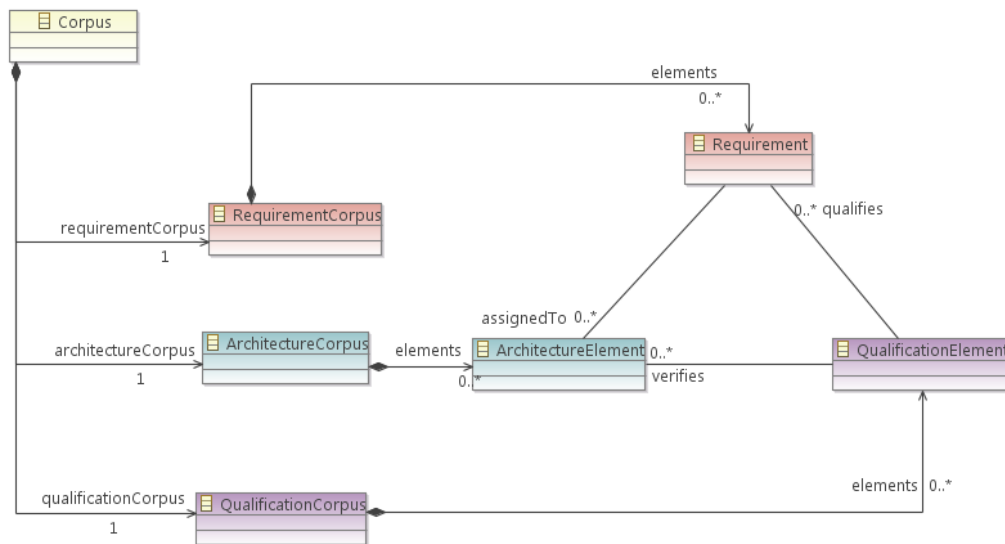 Corpus
elements
0..*
Requirement
0..* qualifies
RequirementCorpus
requirementCorpus
1
assignedTo 0..*
ArchitectureCorpus
architectureCorpus
1
elements
0..*
ArchitectureElement
0..*
verifies
QualificationElement
elements 0..*
qualificationCorpus
1
QualificationCorpus